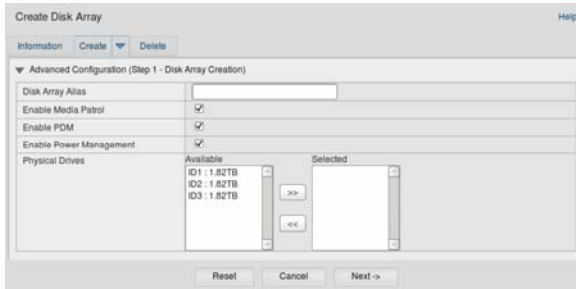 Create Disk Array
Help
Information Create Delete
Advanced Configuration (Step 1 - Disk Array Creation)
Disk Array Alias
Enable Media Patrol
Enable PDM
Enable Power Management
Physical Drives Available Selected
ID1 : 1.82TB
ID2 : 1.82TB
ID3 : 1.82TB
>>
<<
Reset Cancel Next ->